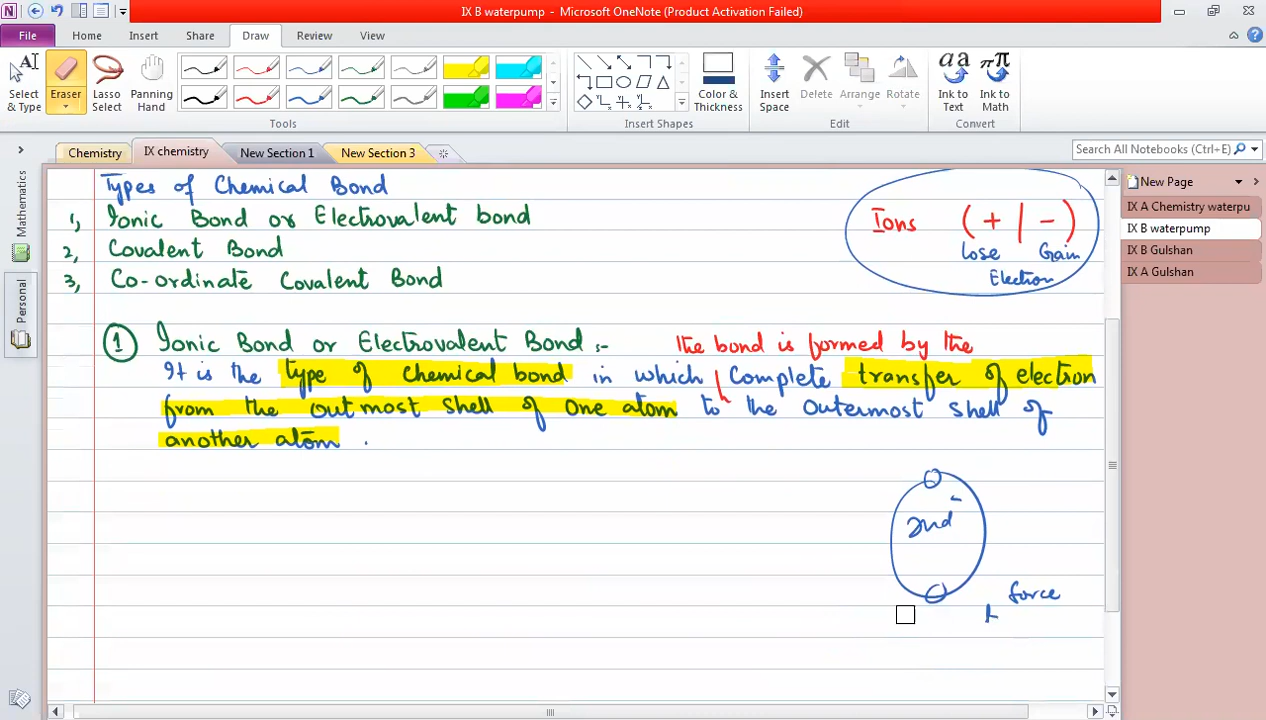 IX B waterpump - Microsoft OneNote (Product Activation Failed)
File Home Insert Share Draw Review View
Select & Type Eraser Lasso Select Panning Hand Color & Thickness Insert Space Delete Arrange Rotate Ink to Text Ink to Math
Tools Insert Shapes Edit Convert
Chemistry IX chemistry New Section 1 New Section 3 Search All Notebooks (Ctrl+E)
Mathematics
Personal
New Page
IX A Chemistry waterpu
IX B waterpump
IX B Gulshan
IX A Gulshan
Types of Chemical Bond
1, Ionic Bond or Electrovalent bond
2, Covalent Bond
3, Co-ordinate Covalent Bond
Ions (+ | -)
Lose Gain
Election
1 Ionic Bond or Electrovalent Bond :- the bond is formed by the
It is the type of chemical bond in which Complete transfer of election
from the outmost shell of one atom to the outermost shell of
another atom .
2nd
force